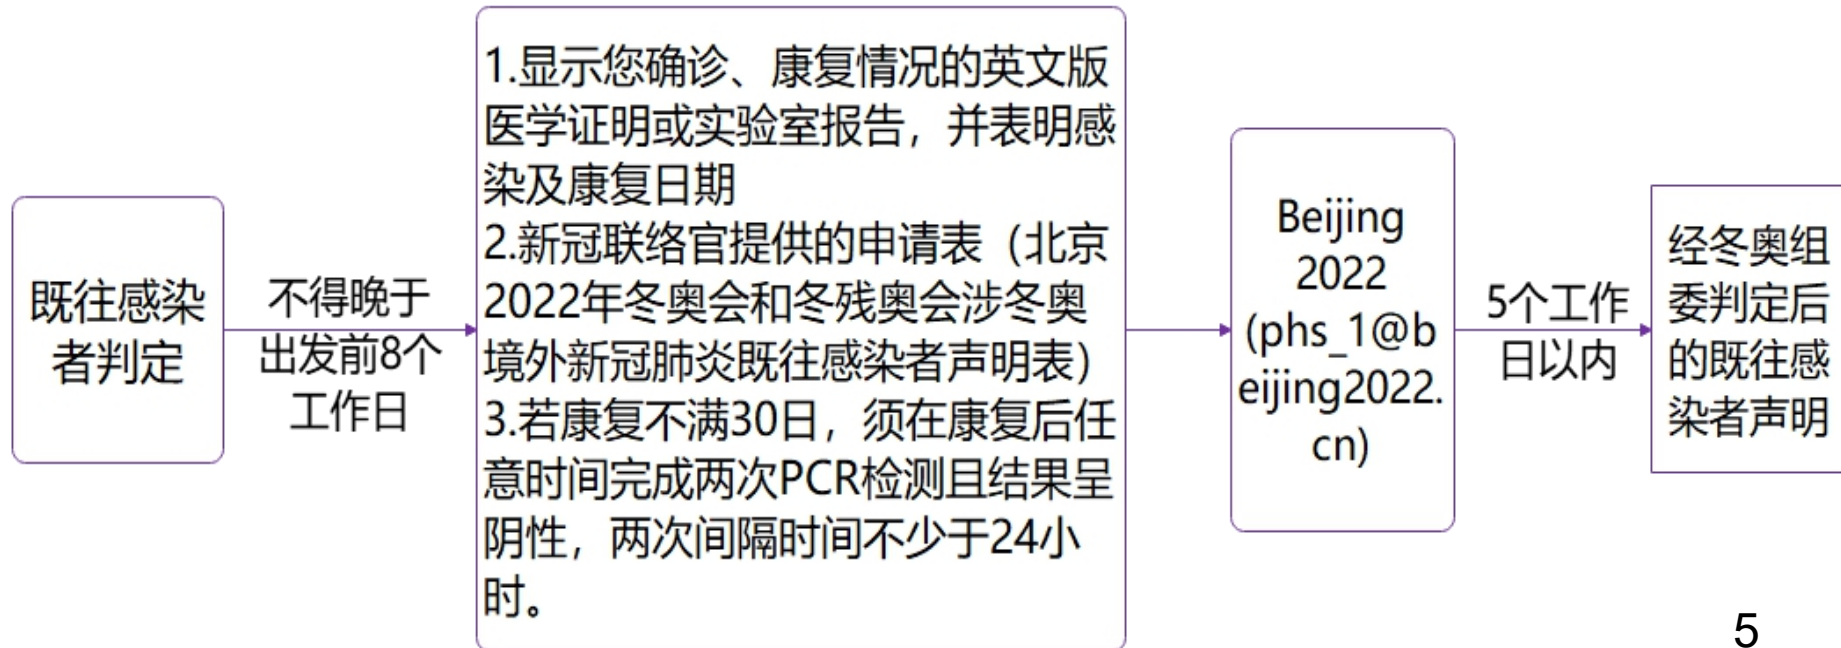 既往感染
者判定
不得晚于
出发前8个
工作日
1.显示您确诊、康复情况的英文版
医学证明或实验室报告，并表明感
染及康复日期
2.新冠联络官提供的申请表（北京
2022年冬奥会和冬残奥会涉冬奥
境外新冠肺炎既往感染者声明表）
3.若康复不满30日，须在康复后任
意时间完成两次PCR检测且结果呈
阴性，两次间隔时间不少于24小
时。
Beijing
2022
(phs_1@b
eijing2022.
cn)
5个工作
日以内
经冬奥组
委判定后
的既往感
染者声明
5